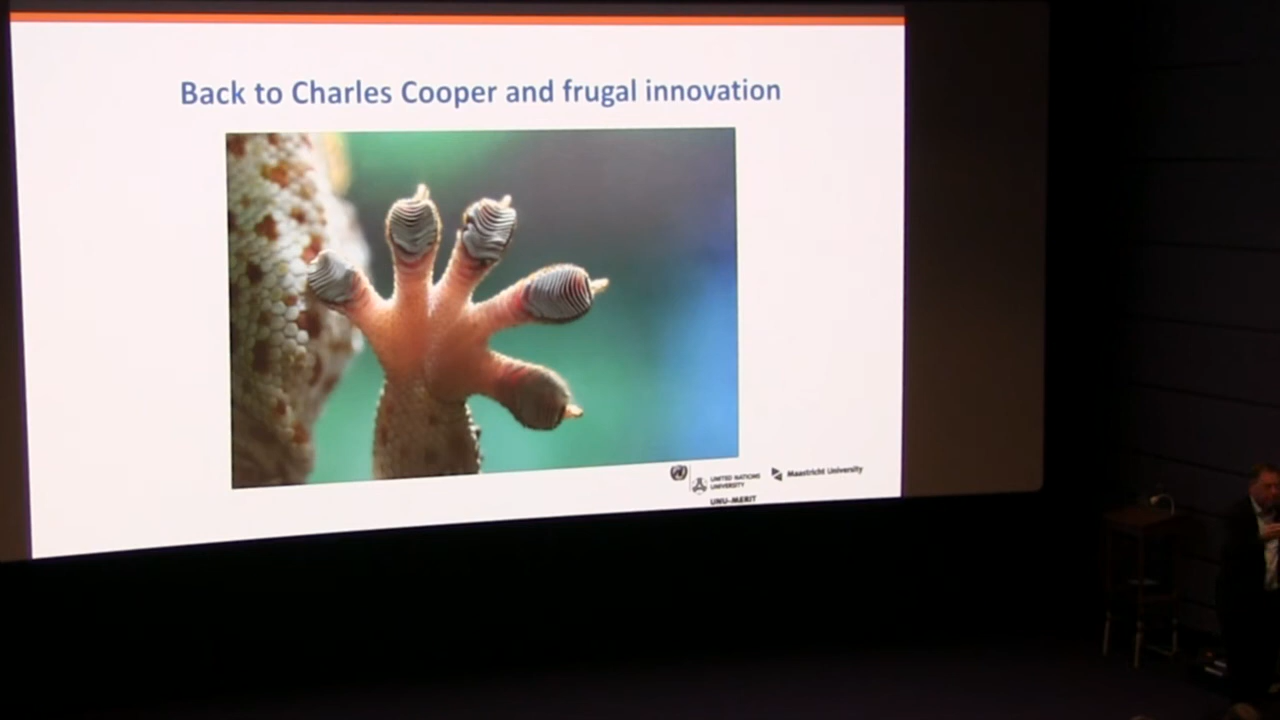 Back to Charles Cooper and frugal innovation
UNITED NATIONS
UNIVERSITY
UNU-MERIT
Maastricht University